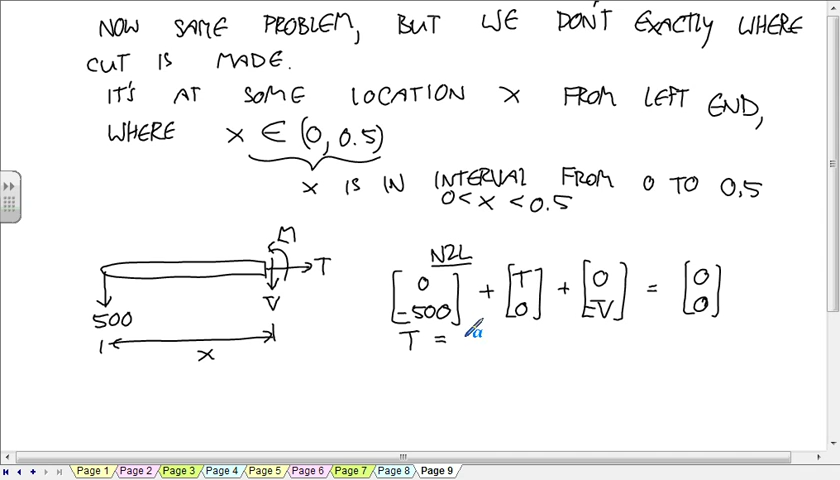 NOW SAME PROBLEM, BUT WE DON'T EXACTLY WHERE
CUT IS MADE.
IT'S AT SOME LOCATION X FROM LEFT END,
WHERE X ∈ (0, 0.5)
X IS IN INTERVAL FROM 0 TO 0.5
0 < X < 0.5
M
T
V
500
X
N2L
[0 -500] + [T 0] + [0 -V] = [0 0]
T =
Page 1 Page 2 Page 3 Page 4 Page 5 Page 6 Page 7 Page 8 Page 9